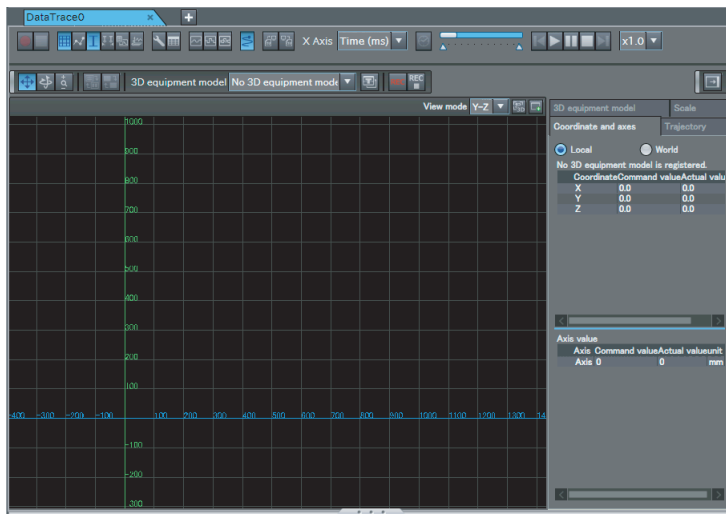 DataTrace0 × +
X Axis Time (ms) x1.0
3D equipment model No 3D equipment mode REC
View mode Y-Z
3D equipment model Scale
Coordinate and axes Trajectory
Local World
No 3D equipment model is registered.
Coordinate Command value Actual valu
X 0.0 0.0
Y 0.0 0.0
Z 0.0 0.0
Axis value
Axis Command value Actual value unit
Axis 0 0 mm
1000
900
800
700
600
500
400
300
200
100
-400 -300 -200 -100 100 200 300 400 500 600 700 800 900 1000 1100 1200 1300 14
-100
-200
300